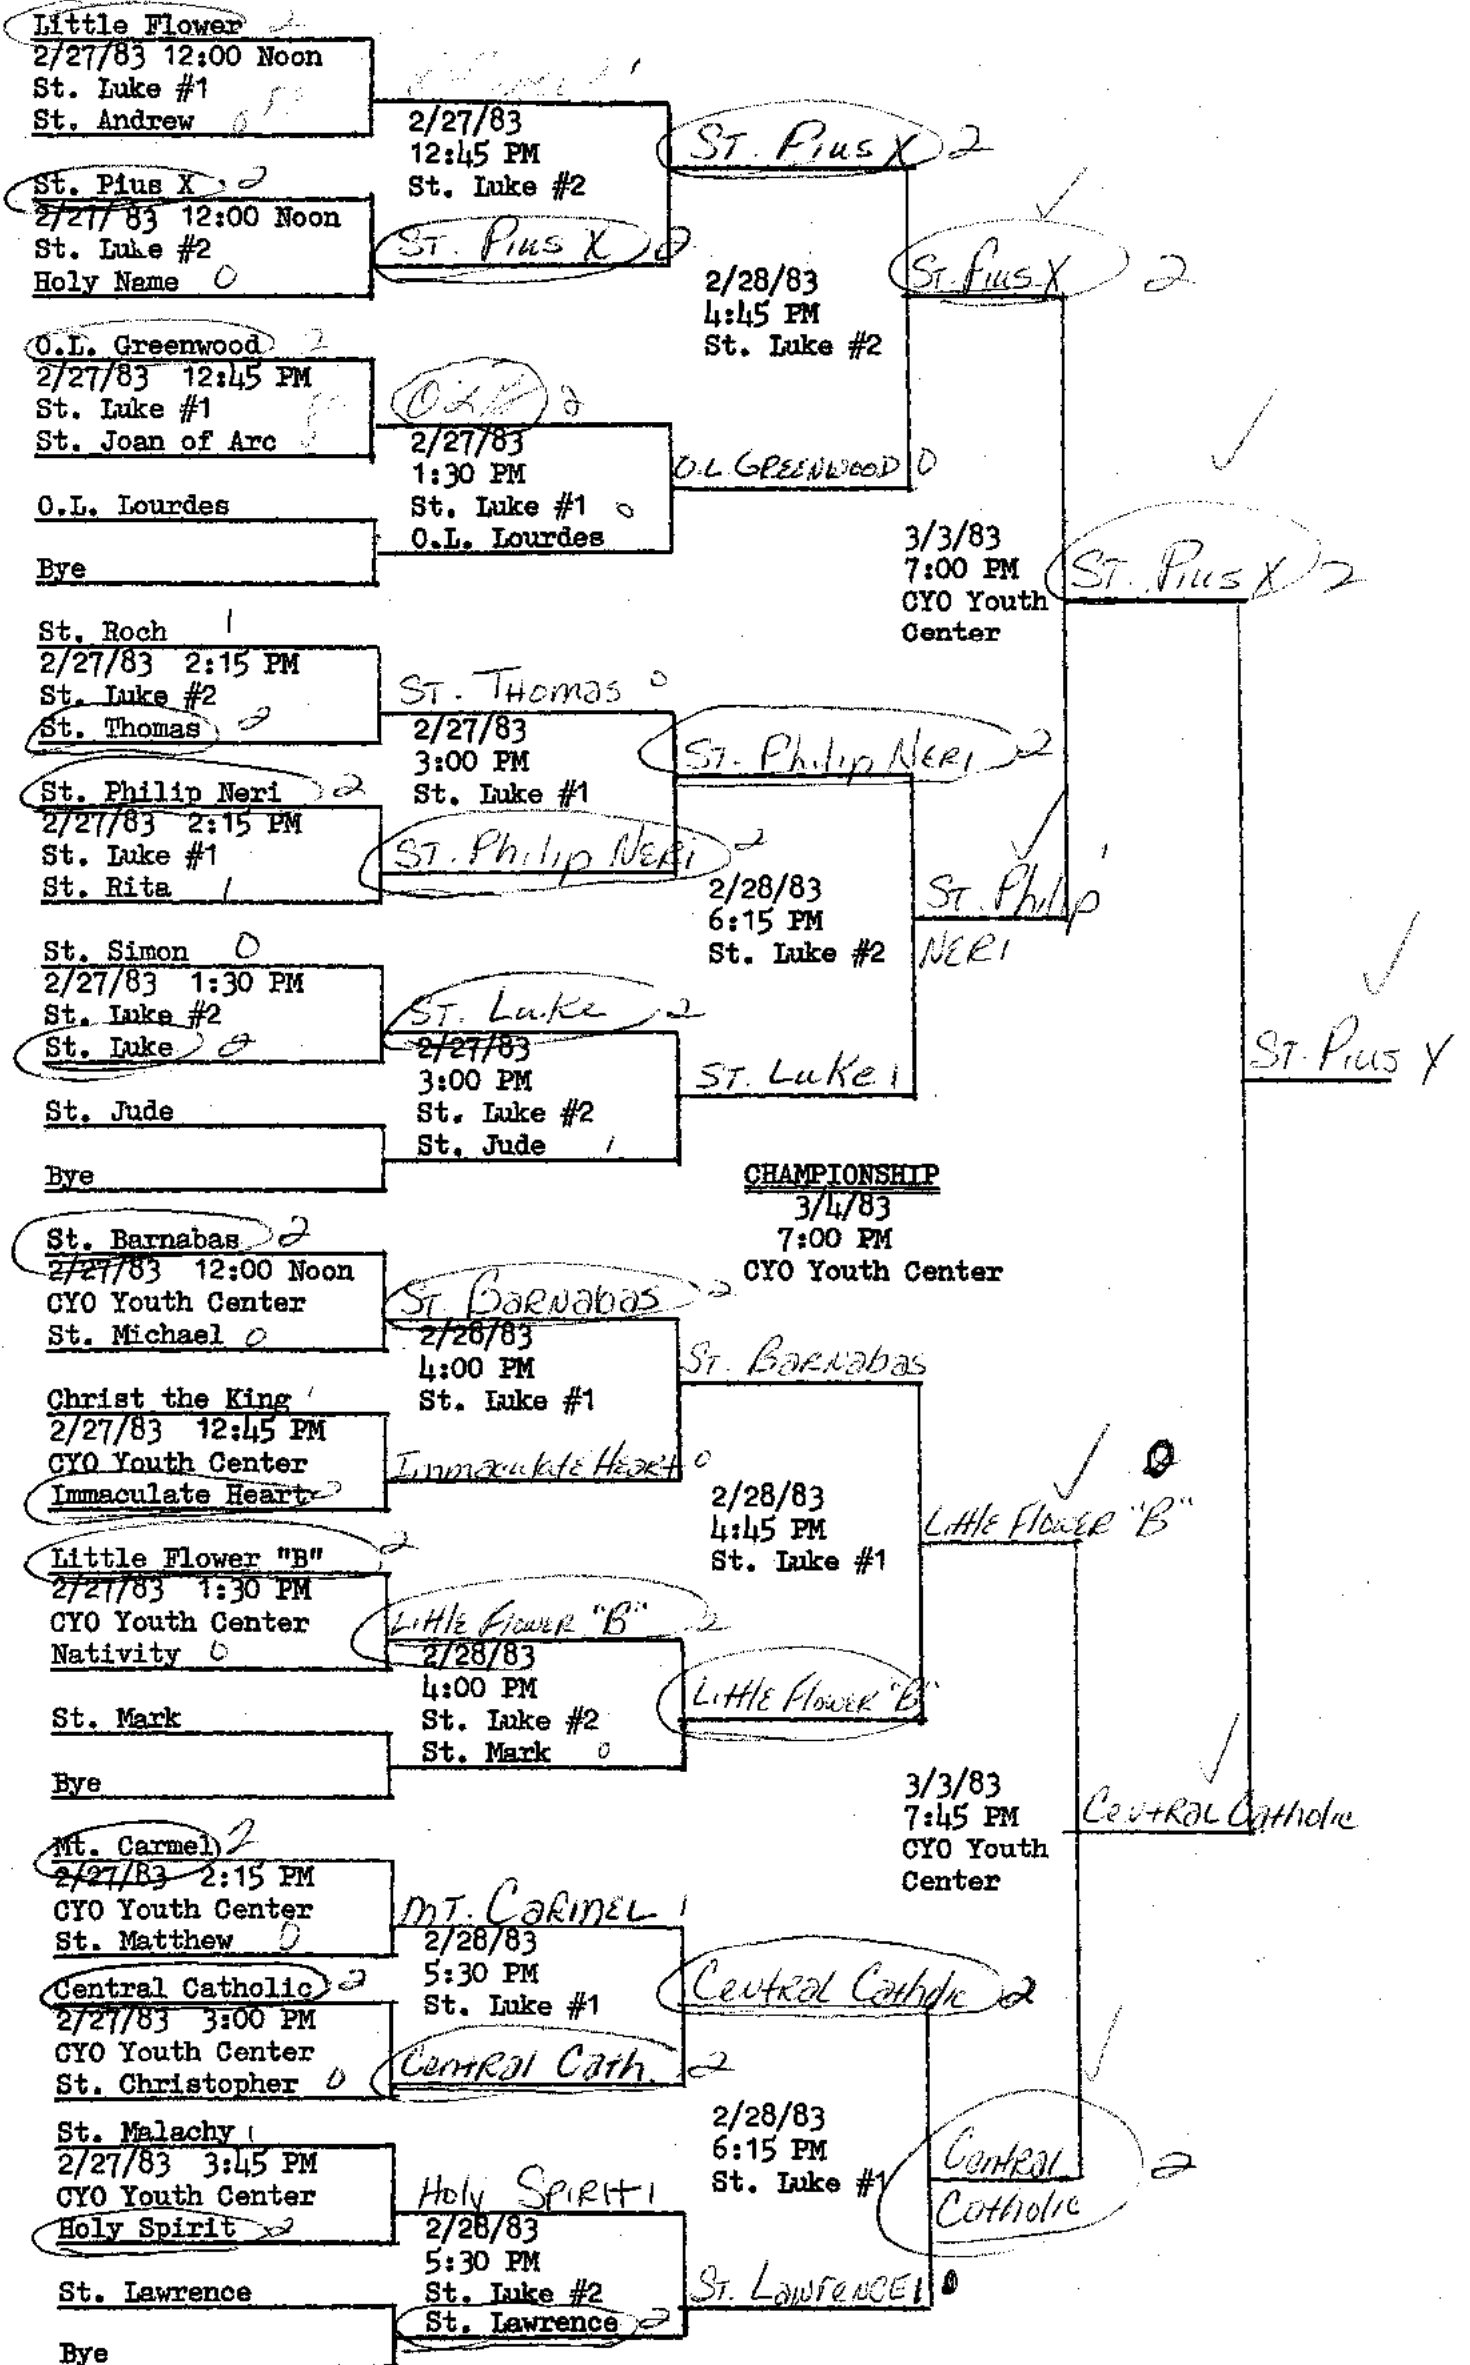 Little Flower 2
2/27/83 12:00 Noon
St. Luke #1
St. Andrew
2/27/83
12:45 PM
St. Luke #2
St. Pius X 2
2/27/83 12:00 Noon
St. Luke #2
Holy Name 0
ST. Pius X 2
ST. Pius X 2
O.L. Greenwood 2
2/27/83 12:45 PM
St. Luke #1
St. Joan of Arc
OLG 2
2/27/83
1:30 PM
St. Luke #1 0
O.L. Lourdes
O.L. Lourdes
Bye
O.L. GREENWOOD 0
2/28/83
4:45 PM
St. Luke #2
ST. Pius X 2
St. Roch 1
2/27/83 2:15 PM
St. Luke #2
St. Thomas 2
ST. THOMAS 0
2/27/83
3:00 PM
St. Luke #1
St. Philip Neri 2
2/27/83 2:15 PM
St. Luke #1
St. Rita 1
ST. Philip NERI 2
ST. Philip NERI 2
St. Simon 0
2/27/83 1:30 PM
St. Luke #2
St. Luke 2
ST. LuKe 2
2/27/83
3:00 PM
St. Luke #2
St. Jude 1
St. Jude
Bye
ST. LuKe 1
2/28/83
6:15 PM
St. Luke #2
ST. Philip 1
NERI
3/3/83
7:00 PM
CYO Youth
Center
ST. Pius X 2
CHAMPIONSHIP
3/4/83
7:00 PM
CYO Youth Center
ST. Pius X
St. Barnabas 2
2/27/83 12:00 Noon
CYO Youth Center
St. Michael 0
ST. BARNabas 2
2/28/83
4:00 PM
St. Luke #1
Christ the King 1
2/27/83 12:45 PM
CYO Youth Center
Immaculate Heart 2
Immaculate HEART 0
ST. BARNabas
Little Flower "B" 2
2/27/83 1:30 PM
CYO Youth Center
Nativity 0
LittlE FlowER "B" 2
2/28/83
4:00 PM
St. Luke #2
St. Mark 0
St. Mark
Bye
LittlE FlowER "B"
2/28/83
4:45 PM
St. Luke #1
LittlE FlowER "B" 0
Mt. Carmel 2
2/27/83 2:15 PM
CYO Youth Center
St. Matthew 0
MT. CARMEL 1
2/28/83
5:30 PM
St. Luke #1
Central Catholic 2
2/27/83 3:00 PM
CYO Youth Center
St. Christopher 0
CentRal Cath. 2
CentRal Catholic 2
St. Malachy 1
2/27/83 3:45 PM
CYO Youth Center
Holy Spirit 2
Holy SPIRIt 1
2/28/83
5:30 PM
St. Luke #2
St. Lawrence 2
St. Lawrence
Bye
ST. LAWRENCE 1
2/28/83
6:15 PM
St. Luke #1
CentRal 2
Catholic
3/3/83
7:45 PM
CYO Youth
Center
CentRAL Catholic